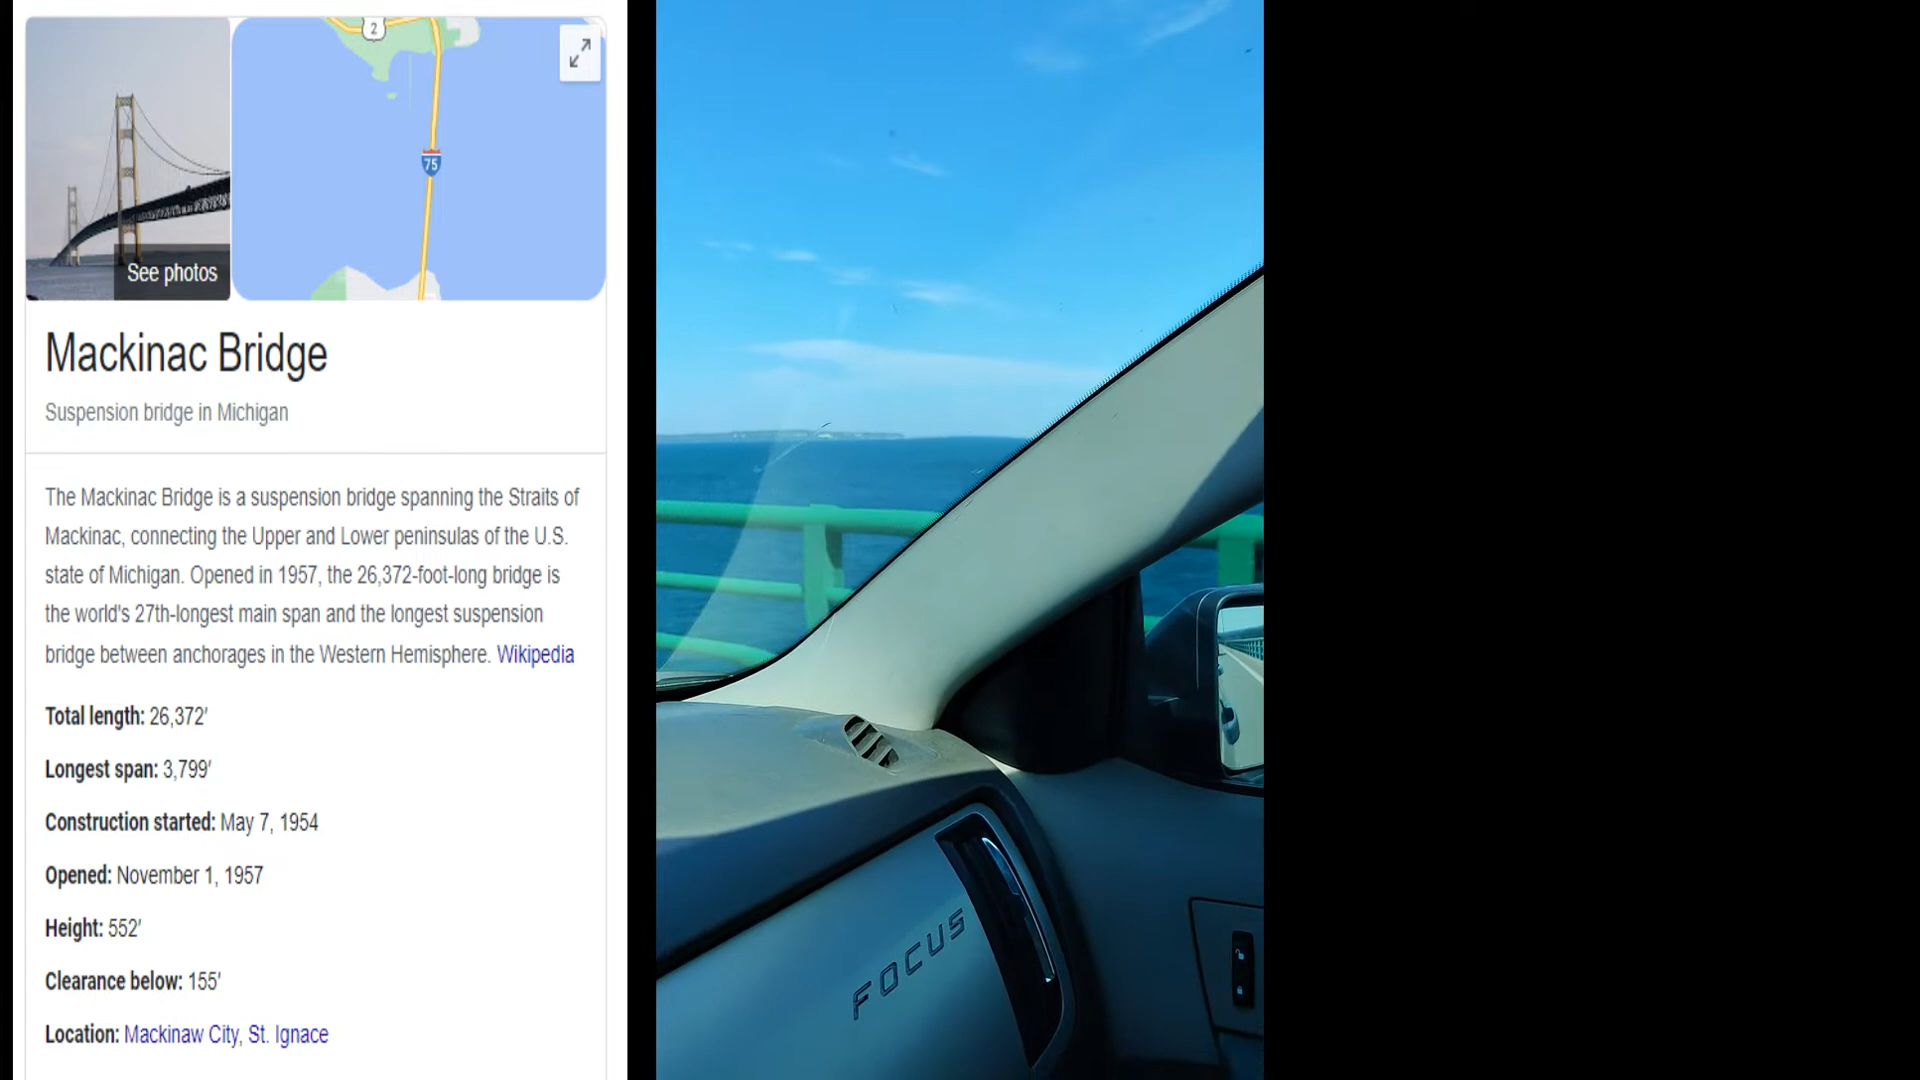 2
75
See photos
Mackinac Bridge
Suspension bridge in Michigan
The Mackinac Bridge is a suspension bridge spanning the Straits of
Mackinac, connecting the Upper and Lower peninsulas of the U.S.
state of Michigan. Opened in 1957, the 26,372-foot-long bridge is
the world's 27th-longest main span and the longest suspension
bridge between anchorages in the Western Hemisphere. Wikipedia
Total length: 26,372′
Longest span: 3,799′
Construction started: May 7, 1954
Opened: November 1, 1957
Height: 552′
Clearance below: 155′
Location: Mackinaw City, St. Ignace
FOCUS